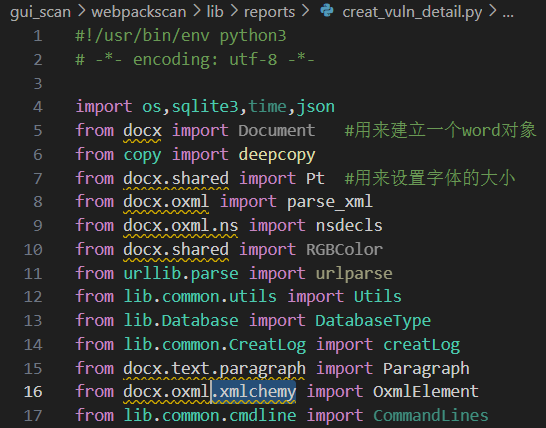 gui_scan > webpackscan > lib > reports > creat_vuln_detail.py > ...
1 #!/usr/bin/env python3
2 # -*- encoding: utf-8 -*-
3
4 import os,sqlite3,time,json
5 from docx import Document   #用来建立一个word对象
6 from copy import deepcopy
7 from docx.shared import Pt  #用来设置字体的大小
8 from docx.oxml import parse_xml
9 from docx.oxml.ns import nsdecls
10 from docx.shared import RGBColor
11 from urllib.parse import urlparse
12 from lib.common.utils import Utils
13 from lib.Database import DatabaseType
14 from lib.common.CreatLog import creatLog
15 from docx.text.paragraph import Paragraph
16 from docx.oxml.xmlchemy import OxmlElement
17 from lib.common.cmdline import CommandLines